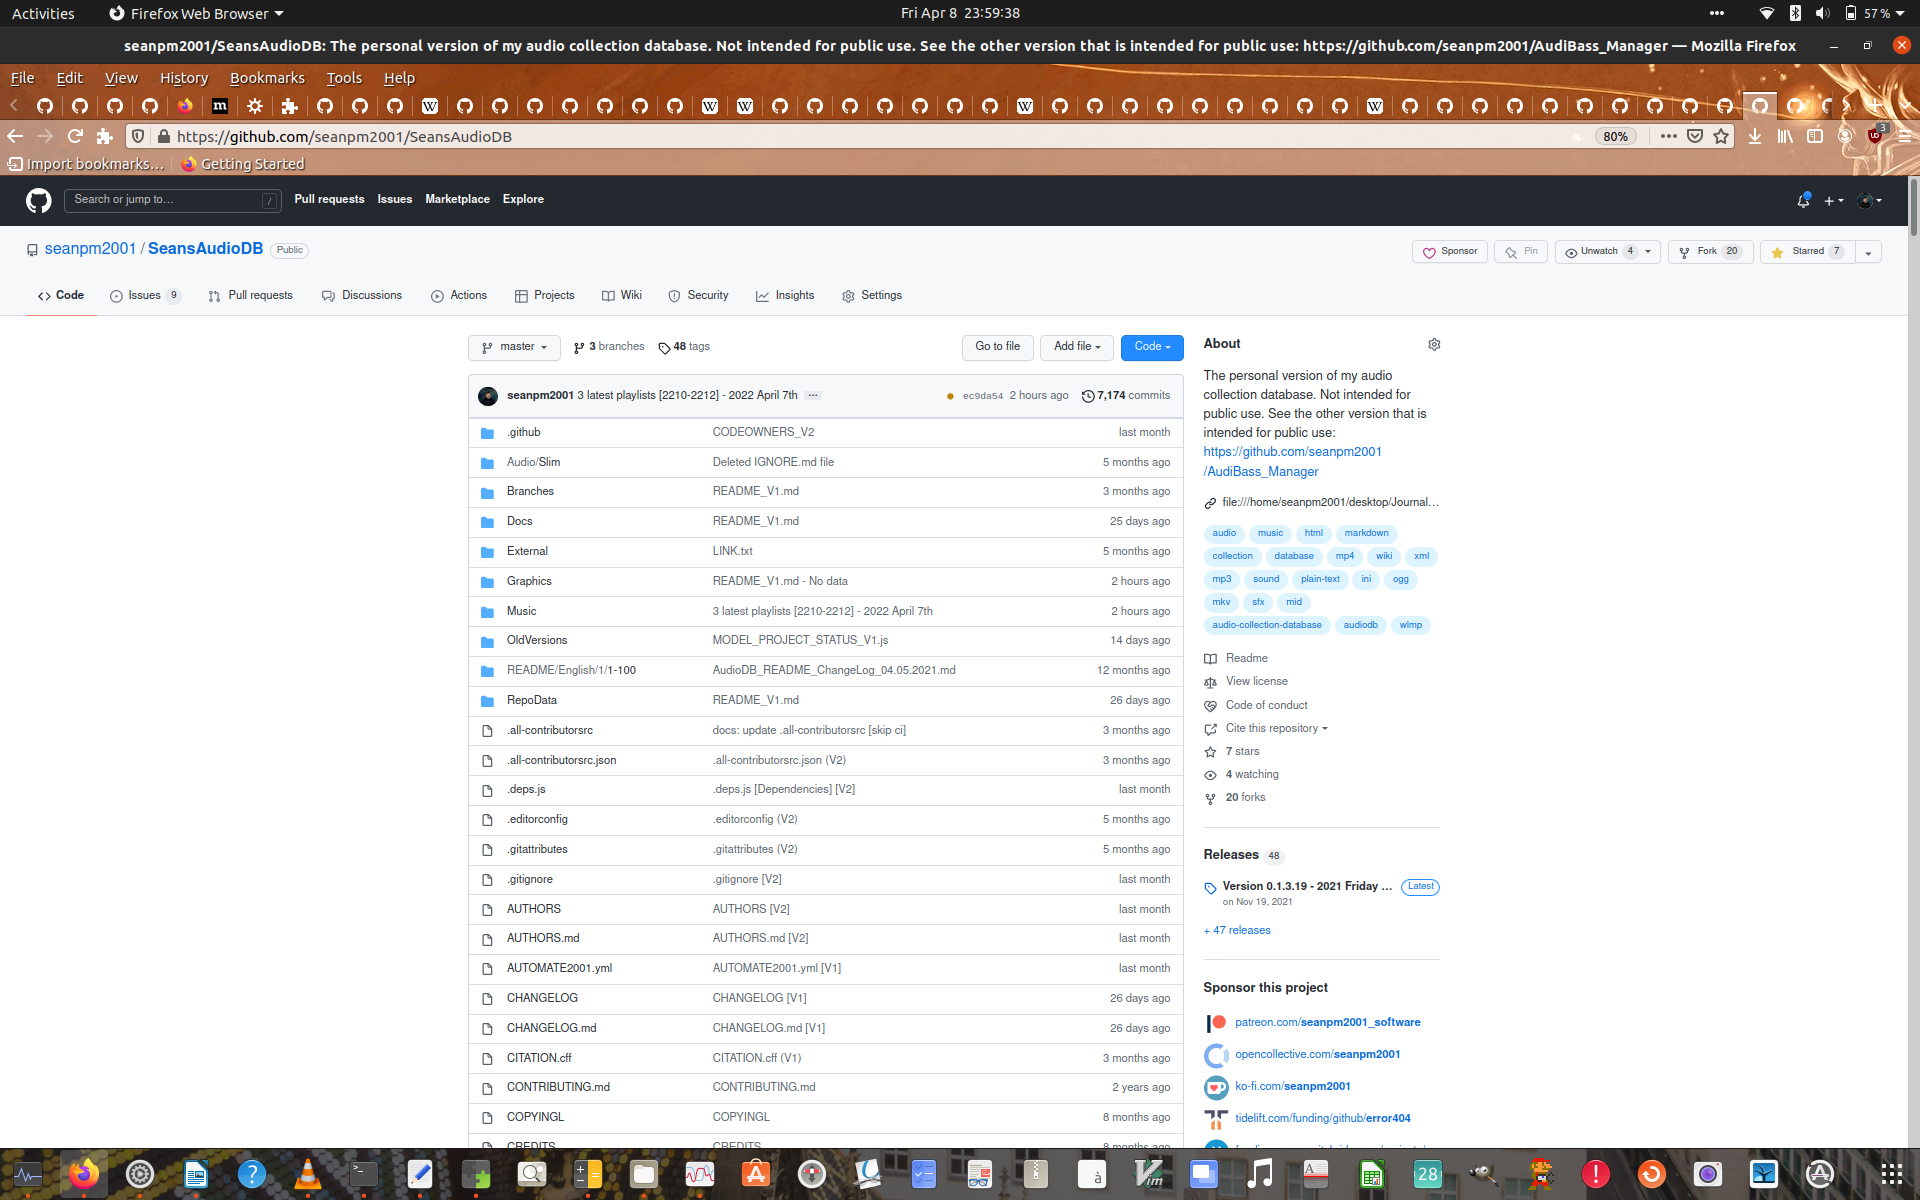 Activities
Firefox Web Browser
Fri Apr 8 23:59:38
57 %
seanpm2001/SeansAudioDB: The personal version of my audio collection database. Not intended for public use. See the other version that is intended for public use: https://github.com/seanpm2001/AudiBass_Manager — Mozilla Firefox
File Edit View History Bookmarks Tools Help
https://github.com/seanpm2001/SeansAudioDB
80%
3
Import bookmarks… Getting Started
Search or jump to… /
Pull requests Issues Marketplace Explore
seanpm2001 / SeansAudioDB Public
Sponsor Pin Unwatch 4 Fork 20 Starred 7
Code Issues 9 Pull requests Discussions Actions Projects Wiki Security Insights Settings
master 3 branches 48 tags
Go to file Add file Code
seanpm2001 3 latest playlists [2210-2212] - 2022 April 7th ... ec9da54 2 hours ago 7,174 commits
.github CODEOWNERS_V2 last month
Audio/Slim Deleted IGNORE.md file 5 months ago
Branches README_V1.md 3 months ago
Docs README_V1.md 25 days ago
External LINK.txt 5 months ago
Graphics README_V1.md - No data 2 hours ago
Music 3 latest playlists [2210-2212] - 2022 April 7th 2 hours ago
OldVersions MODEL_PROJECT_STATUS_V1.js 14 days ago
README/English/1/1-100 AudioDB_README_ChangeLog_04.05.2021.md 12 months ago
RepoData README_V1.md 26 days ago
.all-contributorsrc docs: update .all-contributorsrc [skip ci] 3 months ago
.all-contributorsrc.json .all-contributorsrc.json (V2) 3 months ago
.deps.js .deps.js [Dependencies] [V2] last month
.editorconfig .editorconfig (V2) 5 months ago
.gitattributes .gitattributes (V2) 5 months ago
.gitignore .gitignore [V2] last month
AUTHORS AUTHORS [V2] last month
AUTHORS.md AUTHORS.md [V2] last month
AUTOMATE2001.yml AUTOMATE2001.yml [V1] last month
CHANGELOG CHANGELOG [V1] 26 days ago
CHANGELOG.md CHANGELOG.md [V1] 26 days ago
CITATION.cff CITATION.cff (V1) 3 months ago
CONTRIBUTING.md CONTRIBUTING.md 2 years ago
COPYINGL COPYINGL 8 months ago
CREDITS CREDITS 8 months ago
About
The personal version of my audio
collection database. Not intended for
public use. See the other version that is
intended for public use:
https://github.com/seanpm2001
/AudiBass_Manager
file:///home/seanpm2001/desktop/Journal…
audio music html markdown
collection database mp4 wiki xml
mp3 sound plain-text ini ogg
mkv sfx mid
audio-collection-database audiodb wlmp
Readme
View license
Code of conduct
Cite this repository
7 stars
4 watching
20 forks
Releases 48
Version 0.1.3.19 - 2021 Friday ... Latest
on Nov 19, 2021
+ 47 releases
Sponsor this project
patreon.com/seanpm2001_software
opencollective.com/seanpm2001
ko-fi.com/seanpm2001
tidelift.com/funding/github/error404
28